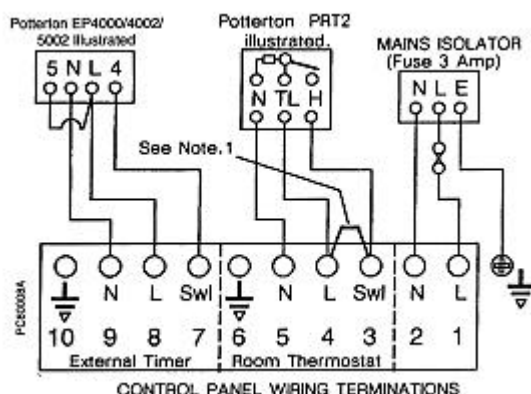 Potterton EP4000/4002/
5002 Illustrated
5 N L 4
Potterton PRT2
illustrated.
N TL H
MAINS ISOLATOR
(Fuse 3 Amp)
N L E
See Note.1
PC80009A
N L Swl N L Swl N L
10 9 8 7 6 5 4 3 2 1
External Timer Room Thermostat
CONTROL PANEL WIRING TERMINATIONS